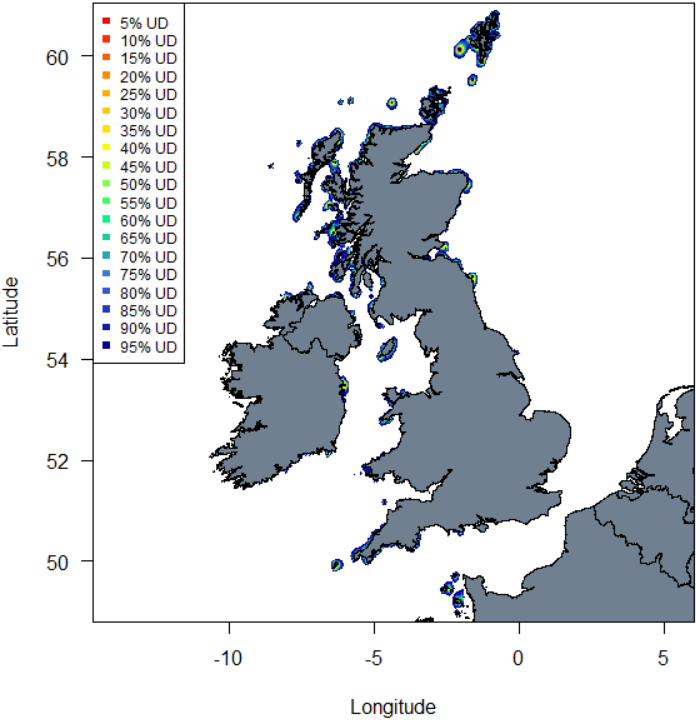 5% UD
10% UD
15% UD
20% UD
25% UD
30% UD
35% UD
40% UD
45% UD
50% UD
55% UD
60% UD
65% UD
70% UD
75% UD
80% UD
85% UD
90% UD
95% UD
60
58
56
54
52
50
Latitude
-10 -5 0 5
Longitude